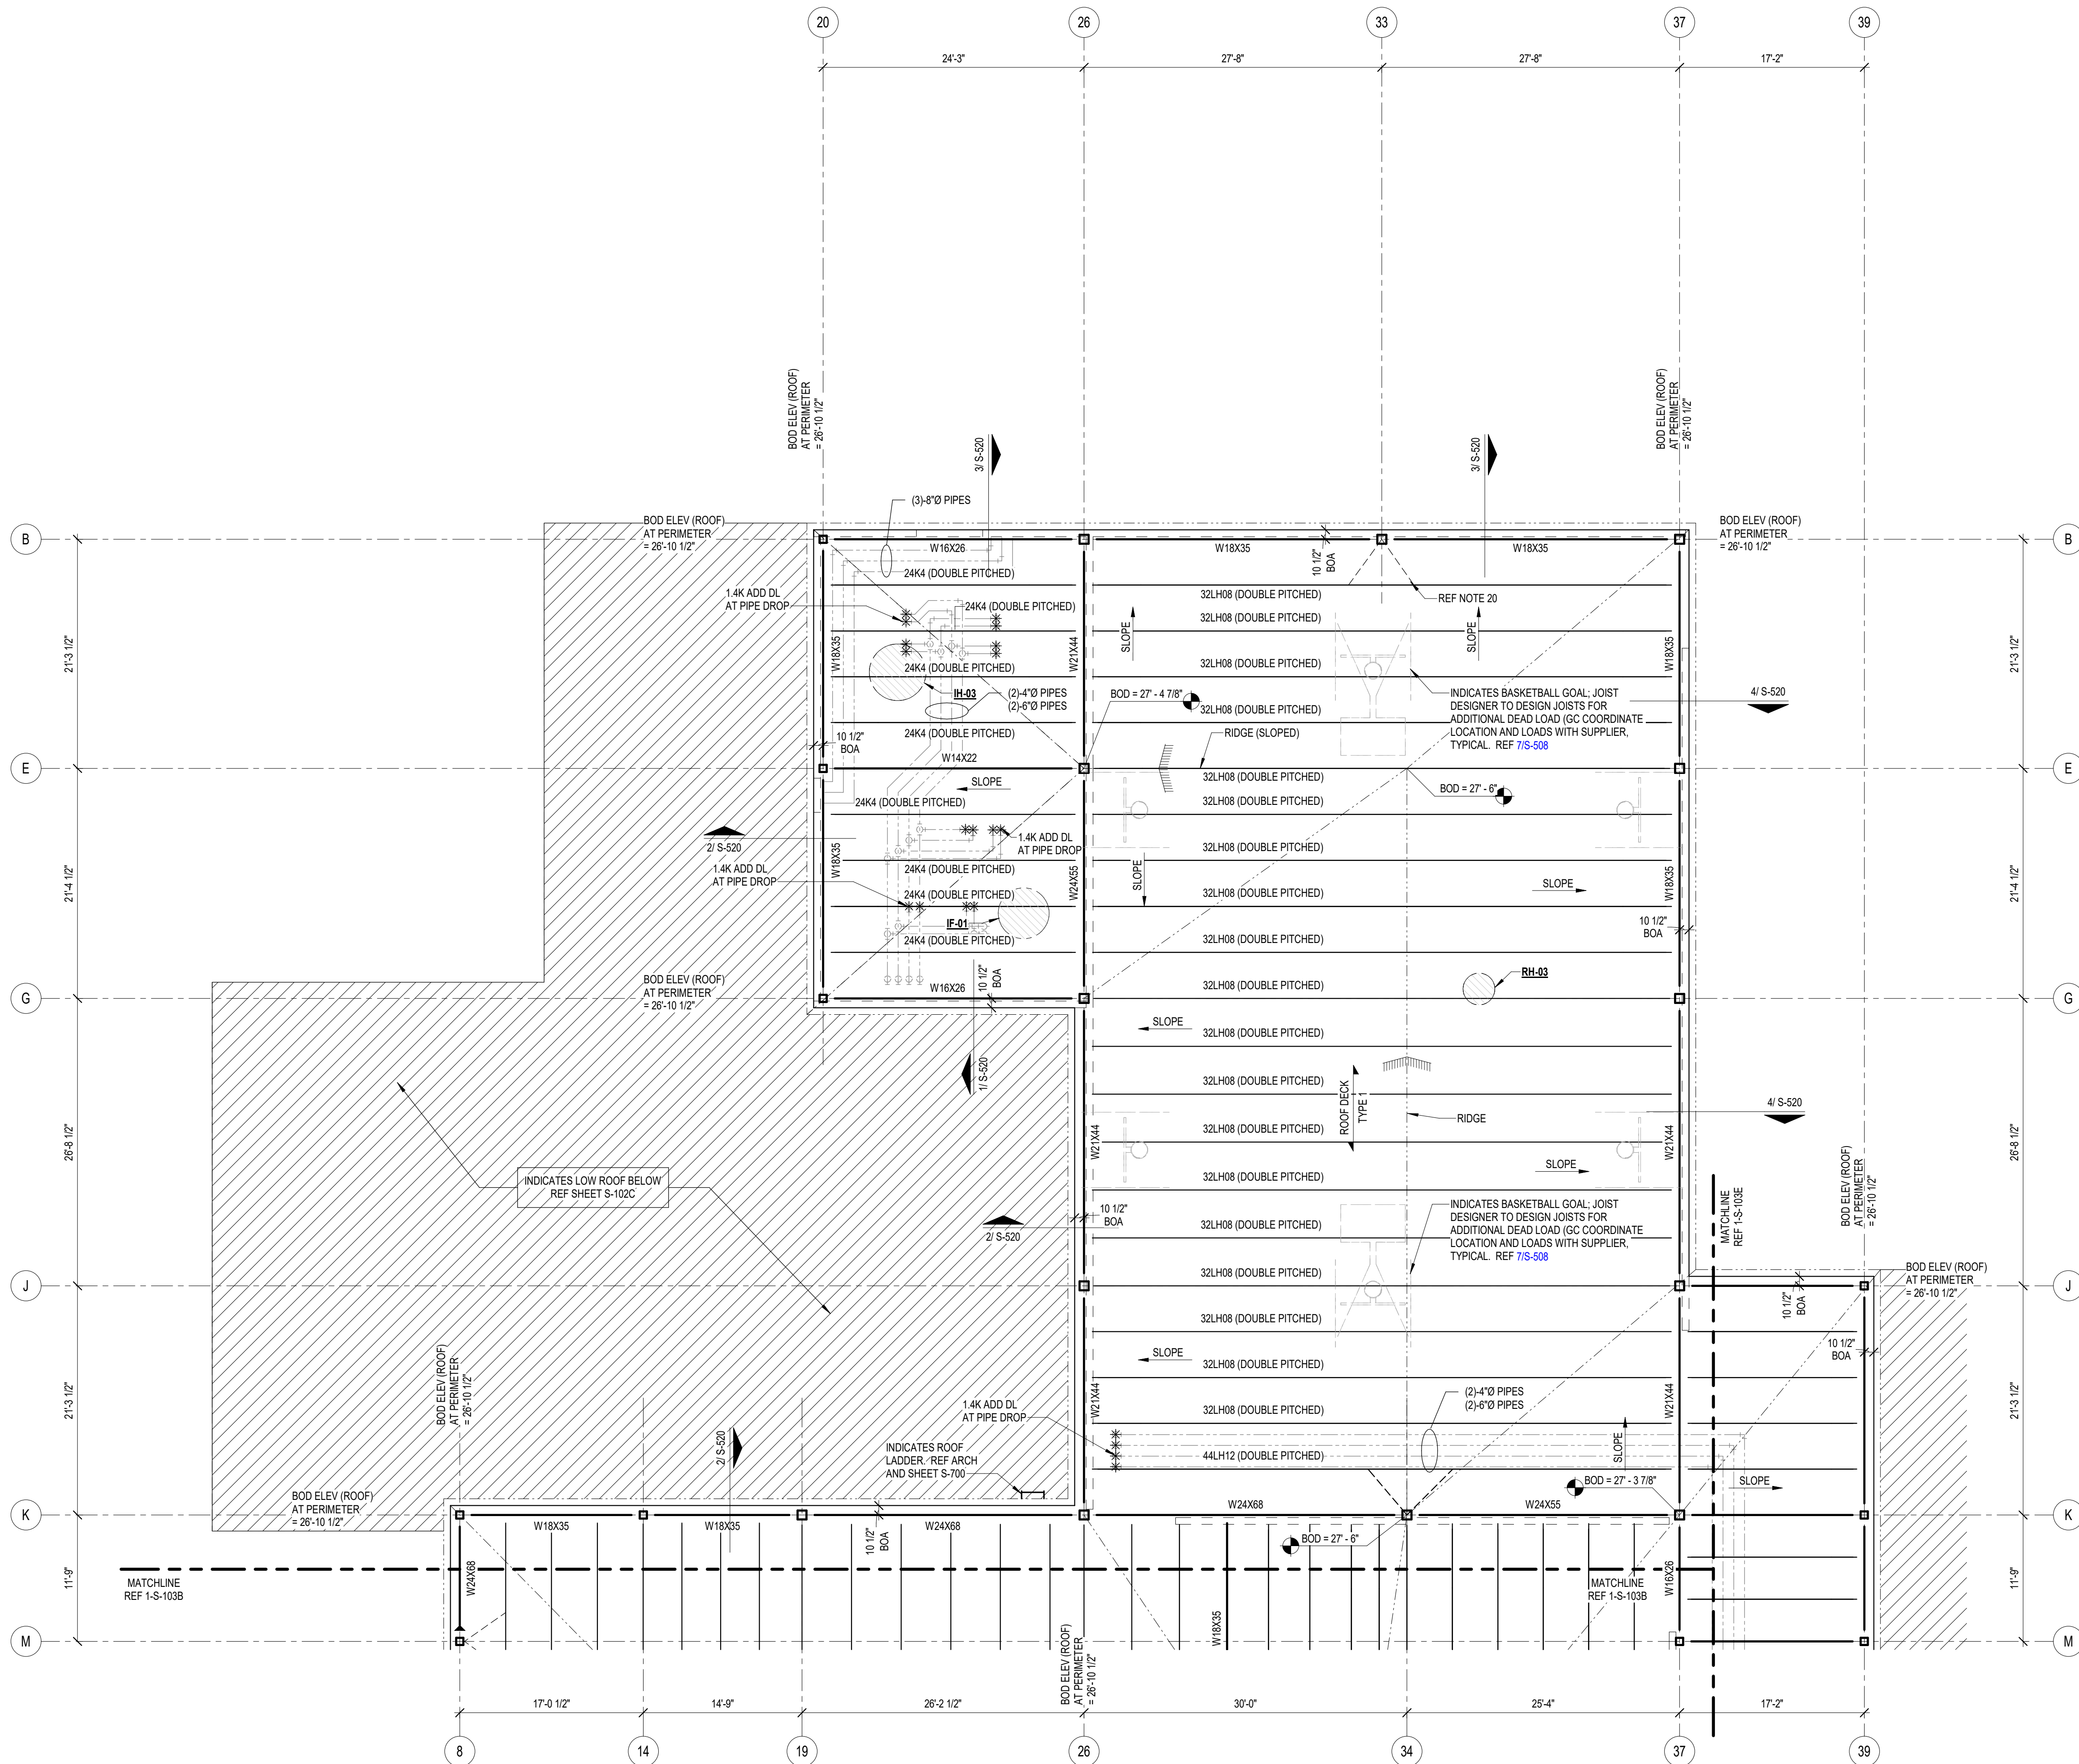 20
26
33
37
39
24'-3"
27'-8"
27'-8"
17'-2"
BOD ELEV (ROOF)
AT PERIMETER
= 26'-10 1/2"
BOD ELEV (ROOF)
AT PERIMETER
= 26'-10 1/2"
3/ S-520
3/ S-520
(3)-8"Ø PIPES
BOD ELEV (ROOF)
AT PERIMETER
= 26'-10 1/2"
BOD ELEV (ROOF)
AT PERIMETER
= 26'-10 1/2"
B
B
W16X26
W18X35
10 1/2"
BOA
W18X35
24K4 (DOUBLE PITCHED)
1.4K ADD DL
AT PIPE DROP
24K4 (DOUBLE PITCHED)
32LH08 (DOUBLE PITCHED)
REF NOTE 20
32LH08 (DOUBLE PITCHED)
SLOPE
SLOPE
21'-3 1/2"
W18X35
W21X44
W18X35
21'-3 1/2"
24K4 (DOUBLE PITCHED)
32LH08 (DOUBLE PITCHED)
IH-03
(2)-4"Ø PIPES
(2)-6"Ø PIPES
BOD = 27' - 4 7/8"
INDICATES BASKETBALL GOAL; JOIST
DESIGNER TO DESIGN JOISTS FOR
ADDITIONAL DEAD LOAD (GC COORDINATE
LOCATION AND LOADS WITH SUPPLIER,
TYPICAL. REF 7/S-508
4/ S-520
32LH08 (DOUBLE PITCHED)
24K4 (DOUBLE PITCHED)
RIDGE (SLOPED)
10 1/2"
BOA
W14X22
E
E
32LH08 (DOUBLE PITCHED)
SLOPE
BOD = 27' - 6"
24K4 (DOUBLE PITCHED)
32LH08 (DOUBLE PITCHED)
1.4K ADD DL
AT PIPE DROP
2/ S-520
32LH08 (DOUBLE PITCHED)
W18X35
W24X55
W18X35
1.4K ADD DL
AT PIPE DROP
24K4 (DOUBLE PITCHED)
SLOPE
SLOPE
21'-4 1/2"
21'-4 1/2"
24K4 (DOUBLE PITCHED)
32LH08 (DOUBLE PITCHED)
IF-01
10 1/2"
BOA
24K4 (DOUBLE PITCHED)
32LH08 (DOUBLE PITCHED)
BOD ELEV (ROOF)
AT PERIMETER
= 26'-10 1/2"
10 1/2"
BOA
RH-03
W16X26
32LH08 (DOUBLE PITCHED)
G
G
SLOPE
32LH08 (DOUBLE PITCHED)
1/ S-520
32LH08 (DOUBLE PITCHED)
ROOF DECK
TYPE 1
RIDGE
4/ S-520
32LH08 (DOUBLE PITCHED)
W21X44
W21X44
26'-8 1/2"
26'-8 1/2"
INDICATES LOW ROOF BELOW
REF SHEET S-102C
32LH08 (DOUBLE PITCHED)
SLOPE
MATCHLINE
REF 1-S-103E
BOD ELEV (ROOF)
AT PERIMETER
= 26'-10 1/2"
10 1/2"
BOA
2/ S-520
32LH08 (DOUBLE PITCHED)
INDICATES BASKETBALL GOAL; JOIST
DESIGNER TO DESIGN JOISTS FOR
ADDITIONAL DEAD LOAD (GC COORDINATE
LOCATION AND LOADS WITH SUPPLIER,
TYPICAL. REF 7/S-508
32LH08 (DOUBLE PITCHED)
BOD ELEV (ROOF)
AT PERIMETER
= 26'-10 1/2"
J
J
10 1/2"
BOA
32LH08 (DOUBLE PITCHED)
10 1/2"
BOA
SLOPE
32LH08 (DOUBLE PITCHED)
BOD ELEV (ROOF)
AT PERIMETER
= 26'-10 1/2"
21'-3 1/2"
W21X44
W21X44
21'-3 1/2"
(2)-4"Ø PIPES
(2)-6"Ø PIPES
1.4K ADD DL
AT PIPE DROP
32LH08 (DOUBLE PITCHED)
2/ S-520
INDICATES ROOF
LADDER. REF ARCH
AND SHEET S-700
44LH12 (DOUBLE PITCHED)
SLOPE
BOD = 27' - 3 7/8"
SLOPE
BOD ELEV (ROOF)
AT PERIMETER
= 26'-10 1/2"
K
K
W18X35
W18X35
10 1/2"
BOA
W24X68
W24X68
W24X55
BOD = 27' - 6"
11'-9"
W24X68
W16X26
11'-9"
MATCHLINE
REF 1-S-103B
MATCHLINE
REF 1-S-103B
W18X35
BOD ELEV (ROOF)
AT PERIMETER
= 26'-10 1/2"
M
M
17'-0 1/2"
14'-9"
26'-2 1/2"
30'-0"
25'-4"
17'-2"
8
14
19
26
34
37
39